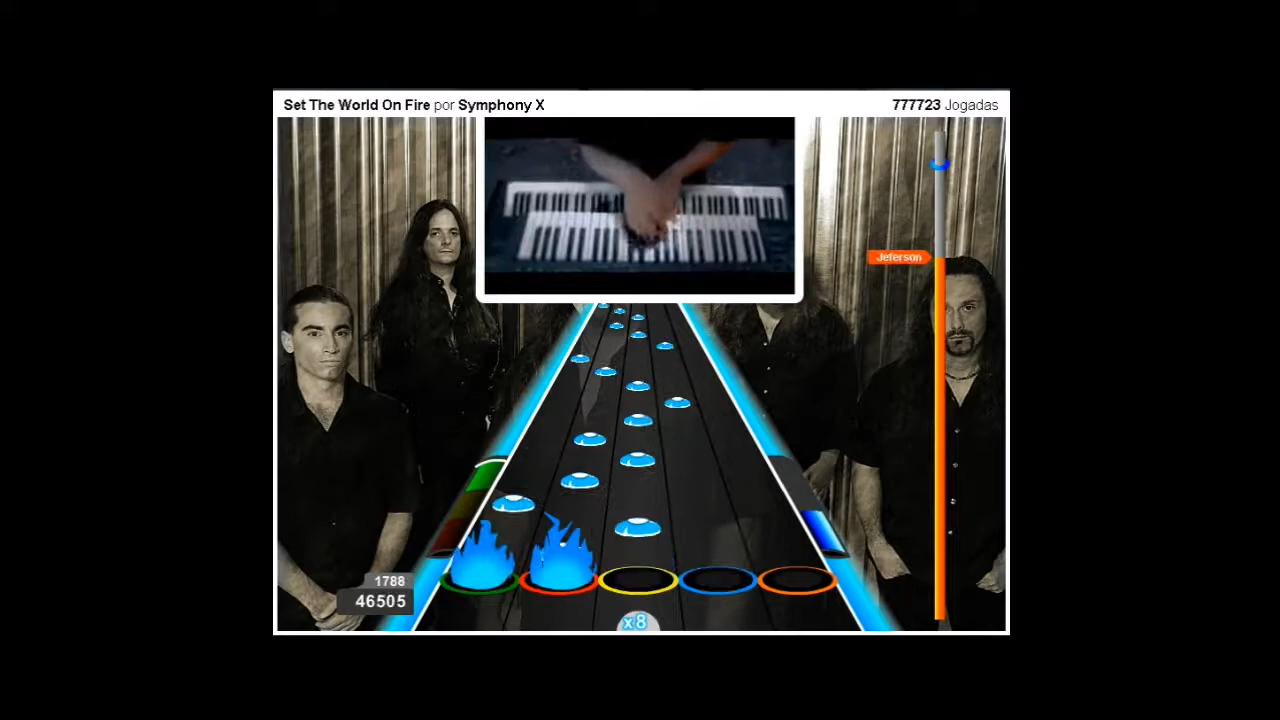 Set The World On Fire por Symphony X
777723 Jogadas
Jeferson
1788
46505
x8